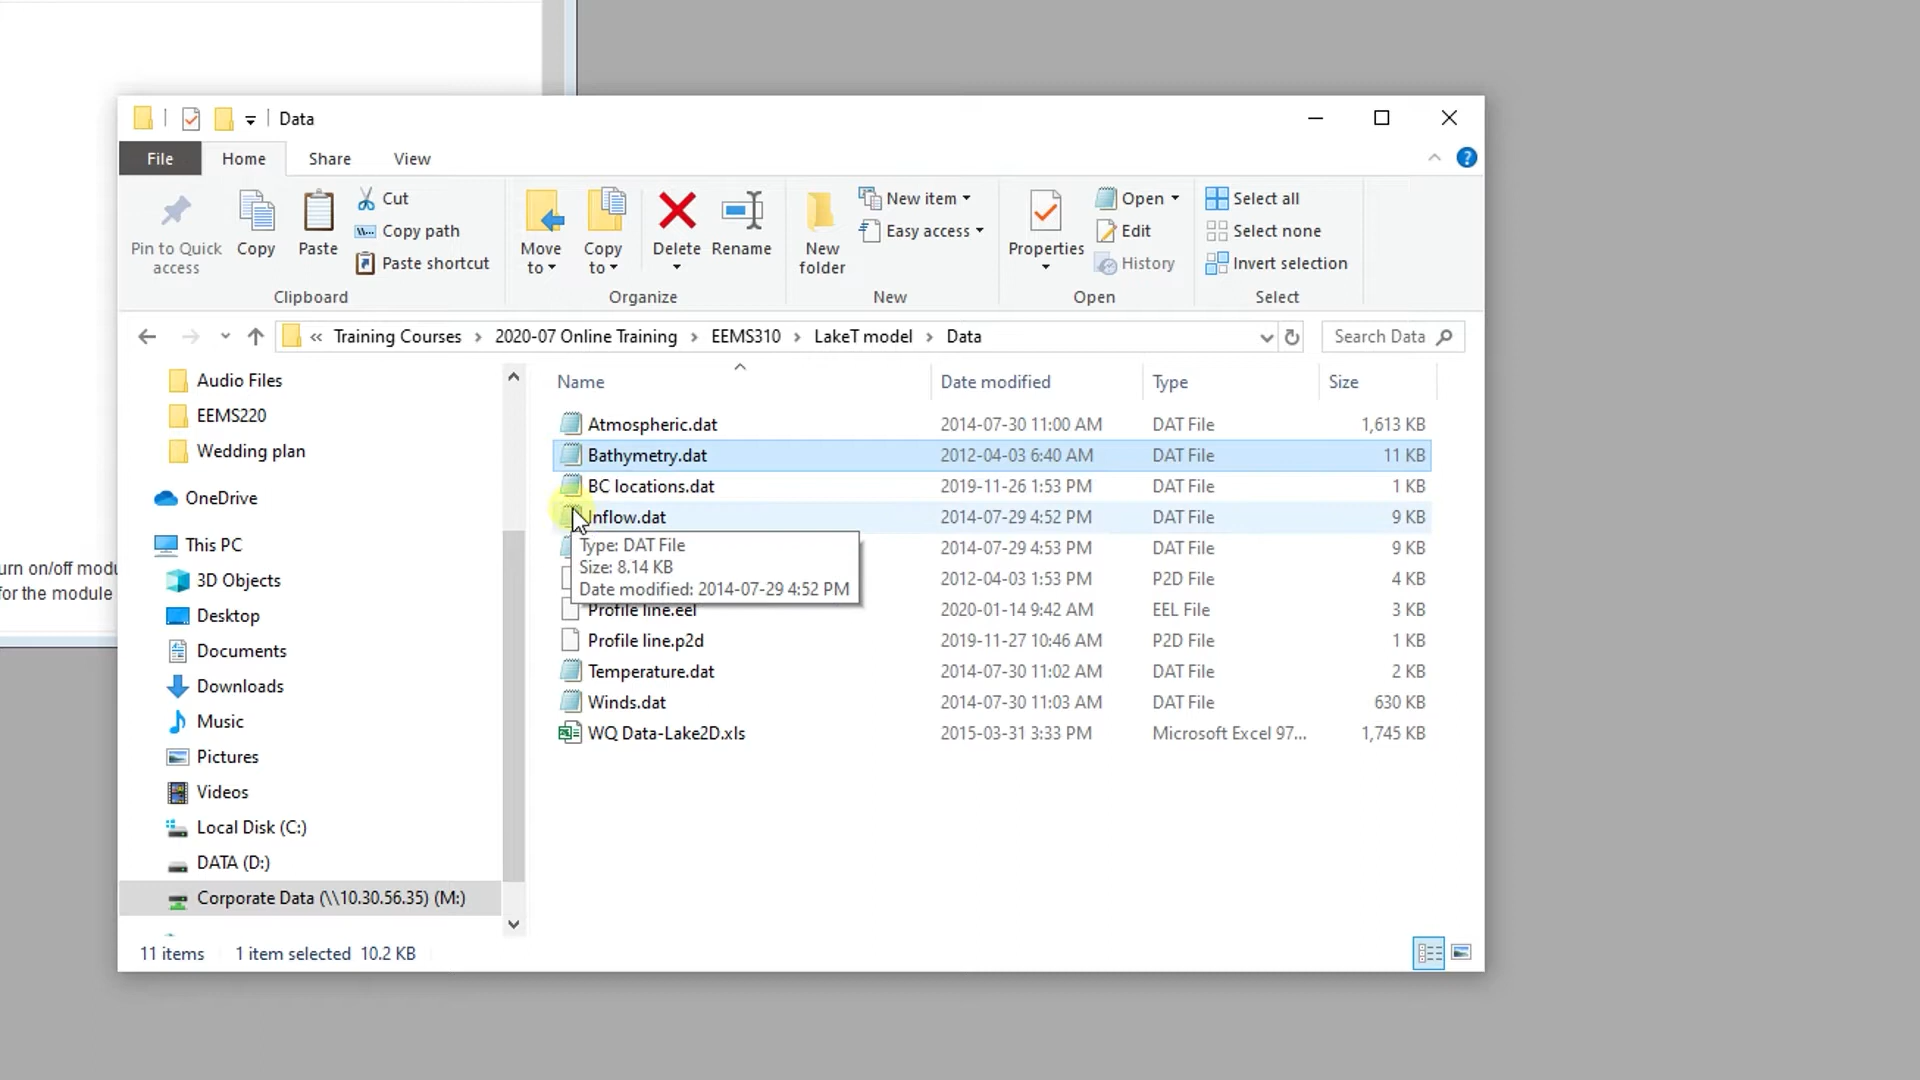 Data
File
Home
Share
View
Pin to Quick access
Copy
Paste
Cut
Copy path
Paste shortcut
Clipboard
Move to
Copy to
Delete
Rename
Organize
New folder
New item
Easy access
New
Properties
Open
Edit
History
Open
Select all
Select none
Invert selection
Select
« Training Courses › 2020-07 Online Training › EEMS310 › LakeT model › Data
Search Data
Audio Files
EEMS220
Wedding plan
OneDrive
This PC
3D Objects
Desktop
Documents
Downloads
Music
Pictures
Videos
Local Disk (C:)
DATA (D:)
Corporate Data (\\10.30.56.35) (M:)
urn on/off modu
for the module
Name Date modified Type Size
Atmospheric.dat 2014-07-30 11:00 AM DAT File 1,613 KB
Bathymetry.dat 2012-04-03 6:40 AM DAT File 11 KB
BC locations.dat 2019-11-26 1:53 PM DAT File 1 KB
Inflow.dat 2014-07-29 4:52 PM DAT File 9 KB
2014-07-29 4:53 PM DAT File 9 KB
2012-04-03 1:53 PM P2D File 4 KB
Type: DAT File
Size: 8.14 KB
Date modified: 2014-07-29 4:52 PM
Profile line.eel 2020-01-14 9:42 AM EEL File 3 KB
Profile line.p2d 2019-11-27 10:46 AM P2D File 1 KB
Temperature.dat 2014-07-30 11:02 AM DAT File 2 KB
Winds.dat 2014-07-30 11:03 AM DAT File 630 KB
WQ Data-Lake2D.xls 2015-03-31 3:33 PM Microsoft Excel 97... 1,745 KB
11 items 1 item selected 10.2 KB